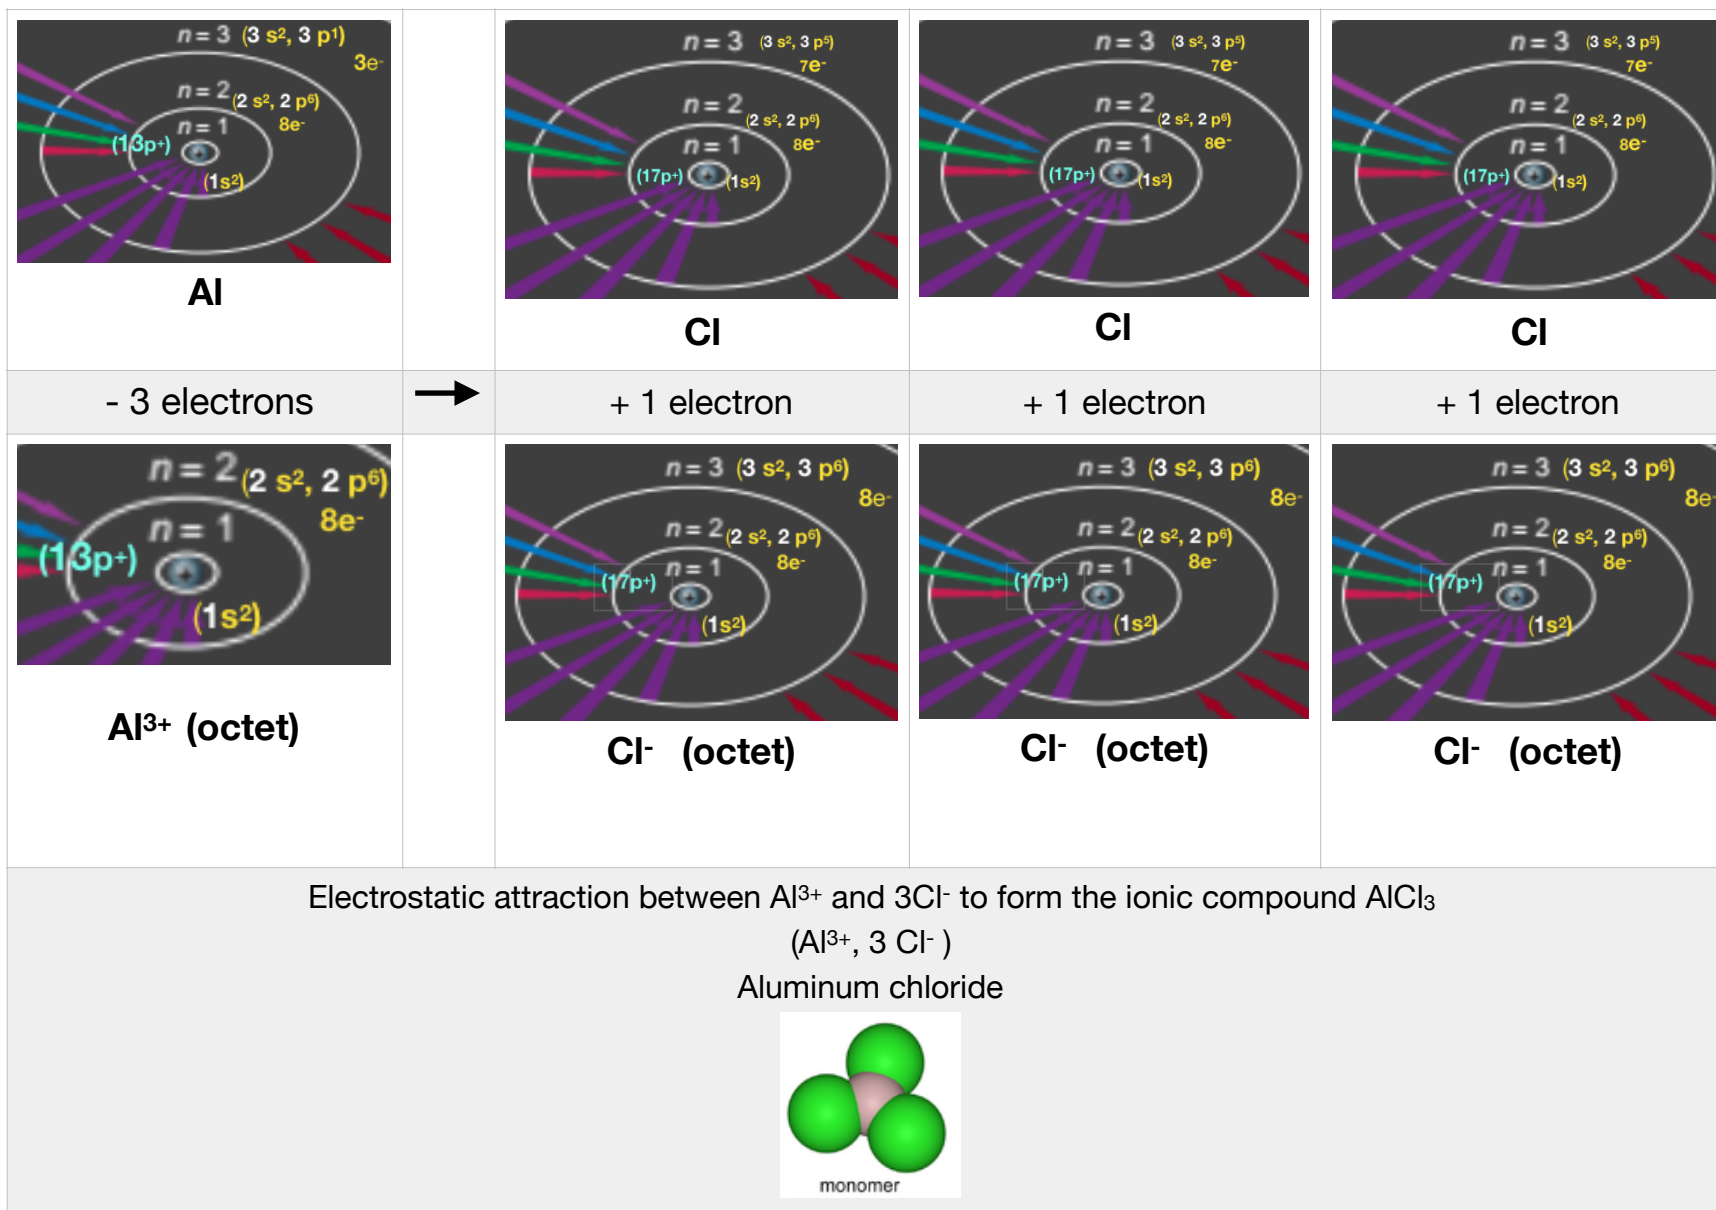 n = 3 (3 s², 3 p¹)
3e-
n = 2 (2 s², 2 p⁶)
8e-
n = 1
(13p⁺)
(1s²)
Al
n = 3 (3 s², 3 p⁵)
7e-
n = 2 (2 s², 2 p⁶)
8e-
n = 1
(17p⁺) (1s²)
Cl
n = 3 (3 s², 3 p⁵)
7e-
n = 2 (2 s², 2 p⁶)
8e-
n = 1
(17p⁺) (1s²)
Cl
n = 3 (3 s², 3 p⁵)
7e-
n = 2 (2 s², 2 p⁶)
8e-
n = 1
(17p⁺) (1s²)
Cl
- 3 electrons
+ 1 electron
+ 1 electron
+ 1 electron
n = 2 (2 s², 2 p⁶)
8e-
n = 1
(13p⁺)
(1s²)
Al³⁺ (octet)
n = 3 (3 s², 3 p⁶)
8e-
n = 2 (2 s², 2 p⁶)
8e-
(17p⁺) n = 1
(1s²)
Cl⁻ (octet)
n = 3 (3 s², 3 p⁶)
8e-
n = 2 (2 s², 2 p⁶)
8e-
(17p⁺) n = 1
(1s²)
Cl⁻ (octet)
n = 3 (3 s², 3 p⁶)
8e-
n = 2 (2 s², 2 p⁶)
8e-
(17p⁺) n = 1
(1s²)
Cl⁻ (octet)
Electrostatic attraction between Al³⁺ and 3Cl⁻ to form the ionic compound AlCl₃
(Al³⁺, 3 Cl⁻ )
Aluminum chloride
monomer